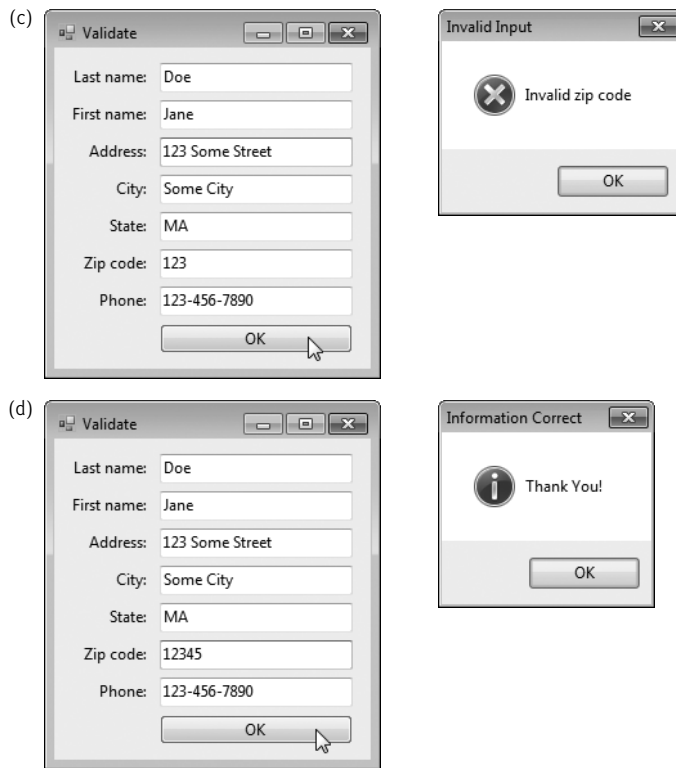 (c)
Validate
Last name: Doe
First name: Jane
Address: 123 Some Street
City: Some City
State: MA
Zip code: 123
Phone: 123-456-7890
OK
Invalid Input
Invalid zip code
OK
(d)
Validate
Last name: Doe
First name: Jane
Address: 123 Some Street
City: Some City
State: MA
Zip code: 12345
Phone: 123-456-7890
OK
Information Correct
Thank You!
OK